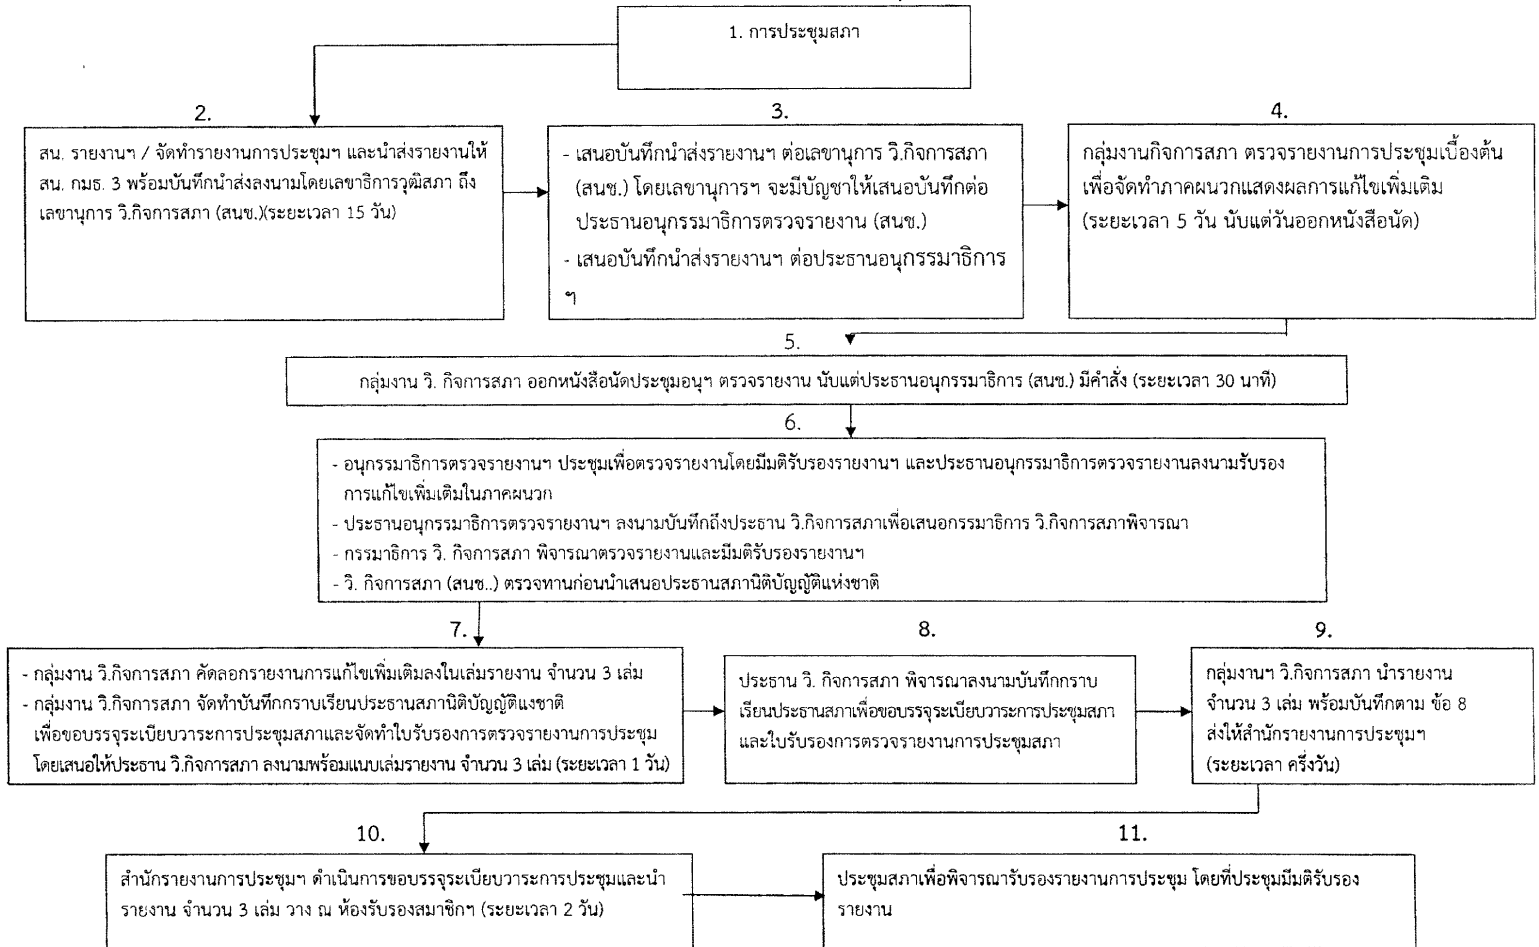 1. การประชุมสภา
2.
สน. รายงานฯ / จัดทำรายงานการประชุมฯ และนำส่งรายงานให้
สน. กมธ. 3 พร้อมบันทึกนำส่งลงนามโดยเลขาธิการวุฒิสภา ถึง
เลขานุการ วิ.กิจการสภา (สนช.)(ระยะเวลา 15 วัน)
3.
- เสนอบันทึกนำส่งรายงานฯ ต่อเลขานุการ วิ.กิจการสภา
(สนช.) โดยเลขานุการฯ จะมีบัญชาให้เสนอบันทึกต่อ
ประธานอนุกรรมาธิการตรวจรายงาน (สนช.)
- เสนอบันทึกนำส่งรายงานฯ ต่อประธานอนุกรรมาธิการ
ฯ
4.
กลุ่มงานกิจการสภา ตรวจรายงานการประชุมเบื้องต้น
เพื่อจัดทำภาคผนวกแสดงผลการแก้ไขเพิ่มเติม
(ระยะเวลา 5 วัน นับแต่วันออกหนังสือนัด)
5.
กลุ่มงาน วิ. กิจการสภา ออกหนังสือนัดประชุมอนุฯ ตรวจรายงาน นับแต่ประธานอนุกรรมาธิการ (สนช.) มีคำสั่ง (ระยะเวลา 30 นาที)
6.
- อนุกรรมาธิการตรวจรายงานฯ ประชุมเพื่อตรวจรายงานโดยมีมติรับรองรายงานฯ และประธานอนุกรรมาธิการตรวจรายงานลงนามรับรอง
การแก้ไขเพิ่มเติมในภาคผนวก
- ประธานอนุกรรมาธิการตรวจรายงานฯ ลงนามบันทึกถึงประธาน วิ.กิจการสภาเพื่อเสนอกรรมาธิการ วิ.กิจการสภาพิจารณา
- กรรมาธิการ วิ. กิจการสภา พิจารณาตรวจรายงานและมีมติรับรองรายงานฯ
- วิ. กิจการสภา (สนช..) ตรวจทานก่อนนำเสนอประธานสภานิติบัญญัติแห่งชาติ
7.
- กลุ่มงาน วิ.กิจการสภา คัดลอกรายงานการแก้ไขเพิ่มเติมลงในเล่มรายงาน จำนวน 3 เล่ม
- กลุ่มงาน วิ.กิจการสภา จัดทำบันทึกกราบเรียนประธานสภานิติบัญญัติแงชาติ
เพื่อขอบรรจุระเบียบวาระการประชุมสภาและจัดทำใบรับรองการตรวจรายงานการประชุม
โดยเสนอให้ประธาน วิ.กิจการสภา ลงนามพร้อมแนบเล่มรายงาน จำนวน 3 เล่ม (ระยะเวลา 1 วัน)
8.
ประธาน วิ. กิจการสภา พิจารณาลงนามบันทึกกราบ
เรียนประธานสภาเพื่อขอบรรจุระเบียบวาระการประชุมสภา
และใบรับรองการตรวจรายงานการประชุมสภา
9.
กลุ่มงานฯ วิ.กิจการสภา นำรายงาน
จำนวน 3 เล่ม พร้อมบันทึกตาม ข้อ 8
ส่งให้สำนักรายงานการประชุมฯ
(ระยะเวลา ครึ่งวัน)
10.
สำนักรายงานการประชุมฯ ดำเนินการขอบรรจุระเบียบวาระการประชุมและนำ
รายงาน จำนวน 3 เล่ม วาง ณ ห้องรับรองสมาชิกฯ (ระยะเวลา 2 วัน)
11.
ประชุมสภาเพื่อพิจารณารับรองรายงานการประชุม โดยที่ประชุมมีมติรับรอง
รายงาน